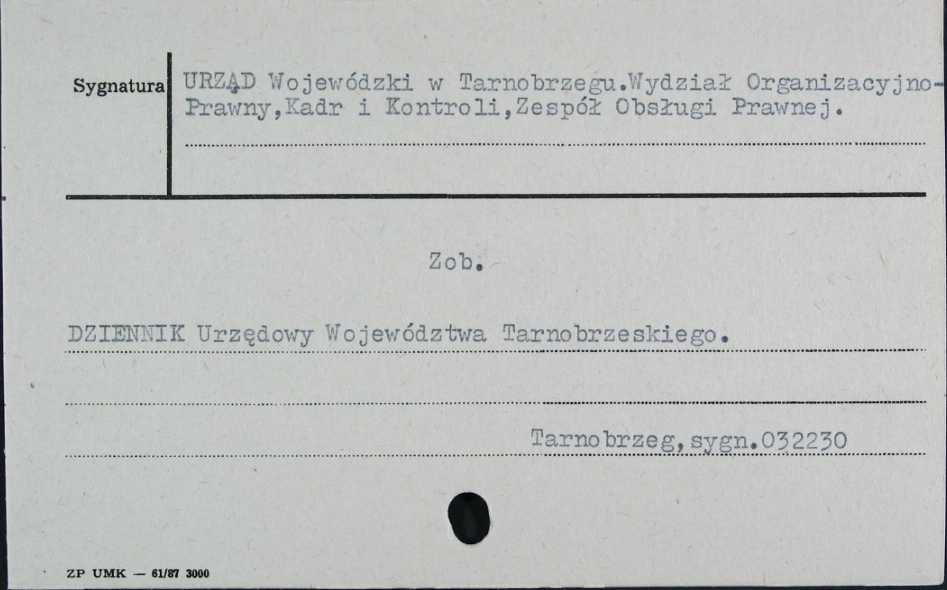 Sygnatura
URZĄD Wojewódzki w Tarnobrzegu.Wydział Organizacyjno-
Prawny,Kadr i Kontroli,Zespół Obsługi Prawnej.
Zob.
DZIENNIK Urzędowy Województwa Tarnobrzeskiego.
Tarnobrzeg,sygn.032230
ZP UMK — 61/87 3000